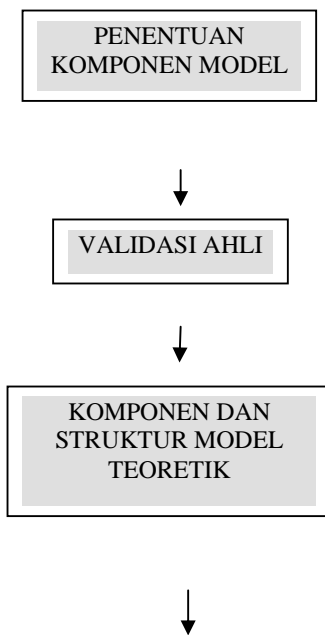 PENENTUAN
KOMPONEN MODEL
VALIDASI AHLI
KOMPONEN DAN
STRUKTUR MODEL
TEORETIK